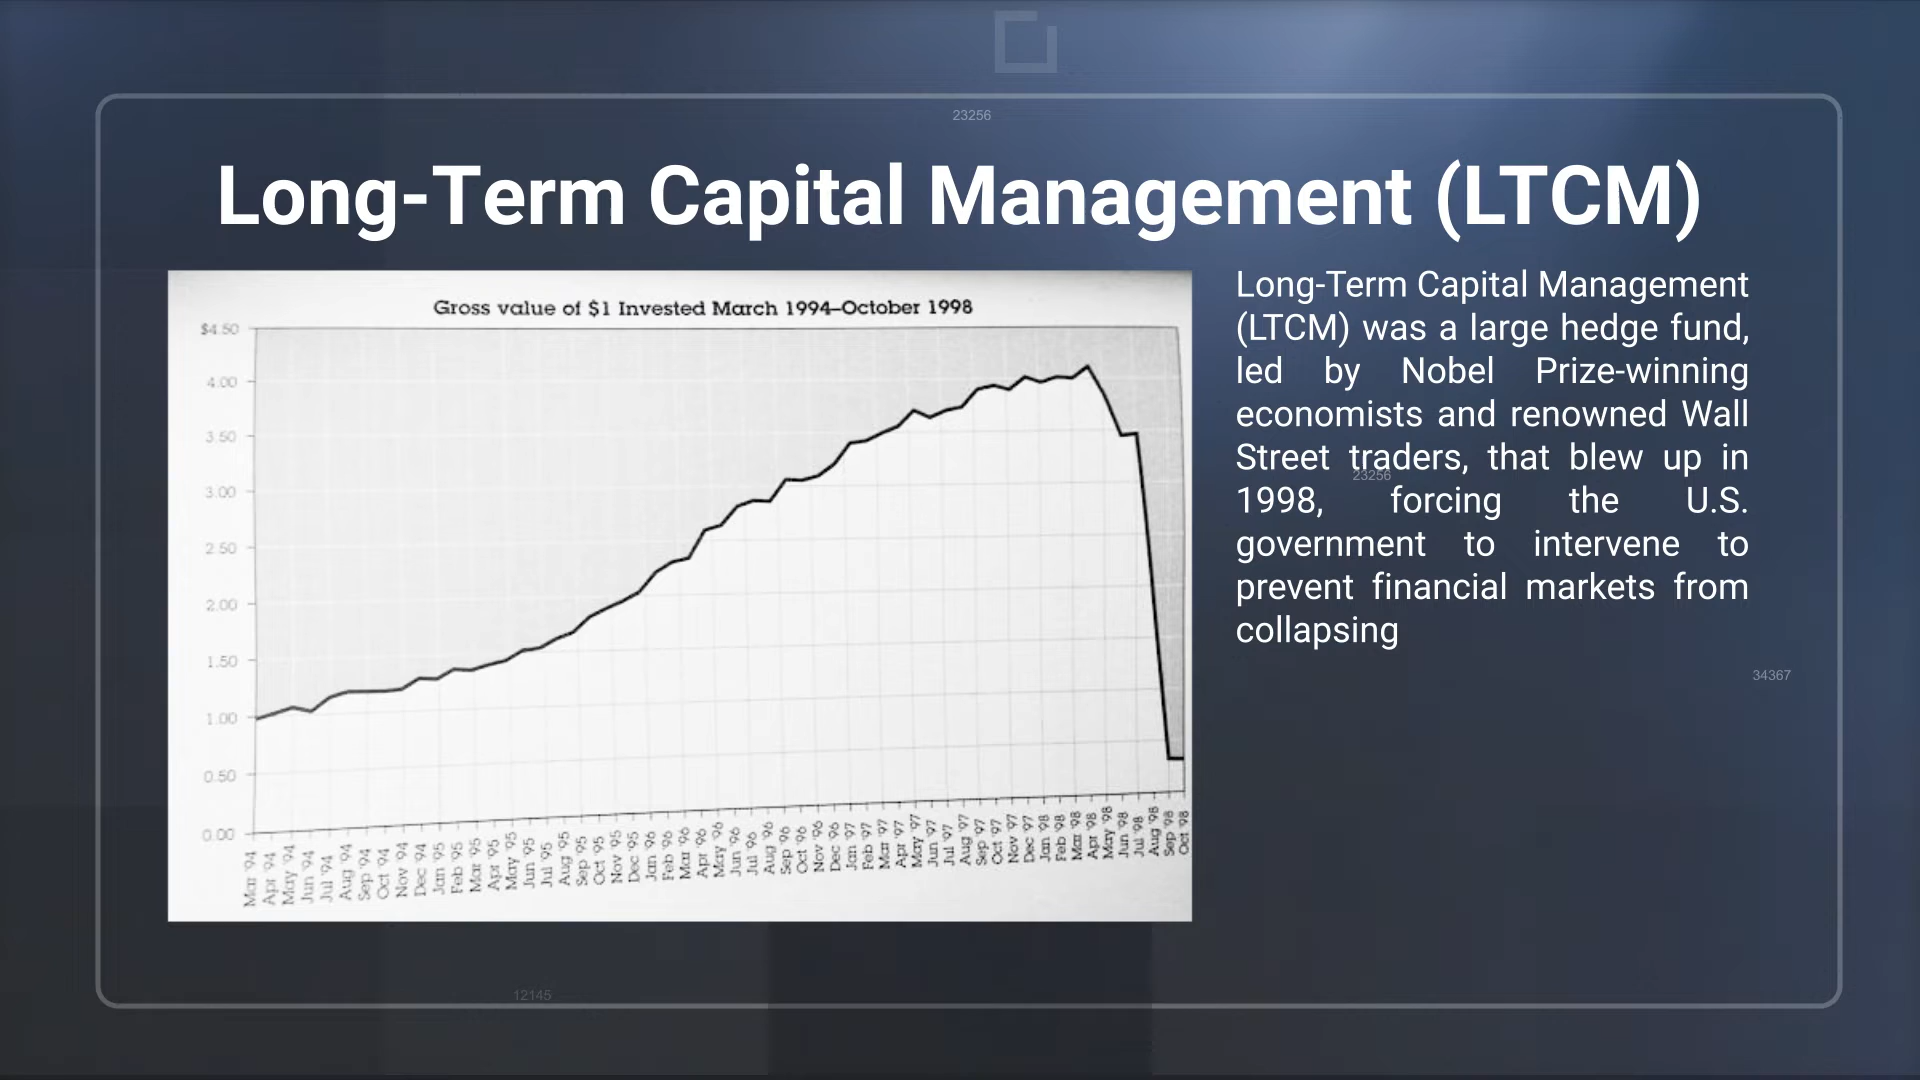 23256
Long-Term Capital Management (LTCM)
Gross value of $1 Invested March 1994–October 1998
$4.50
4.00
3.50
3.00
2.50
2.00
1.50
1.00
0.50
0.00
Mar '94
Apr '94
May '94
Jun '94
Jul '94
Aug '94
Sep '94
Oct '94
Nov '94
Dec '94
Jan '95
Feb '95
Mar '95
Apr '95
May '95
Jun '95
Jul '95
Aug '95
Sep '95
Oct '95
Nov '95
Dec '95
Jan '96
Feb '96
Mar '96
Apr '96
May '96
Jun '96
Jul '96
Aug '96
Sep '96
Oct '96
Nov '96
Dec '96
Jan '97
Feb '97
Mar '97
Apr '97
May '97
Jun '97
Jul '97
Aug '97
Sep '97
Oct '97
Nov '97
Dec '97
Jan '98
Feb '98
Mar '98
Apr '98
May '98
Jun '98
Jul '98
Aug '98
Sep '98
Oct '98
Long-Term Capital Management
(LTCM) was a large hedge fund,
led by Nobel Prize-winning
economists and renowned Wall
Street traders, that blew up in
23256
1998, forcing the U.S.
government to intervene to
prevent financial markets from
collapsing
34367
12145